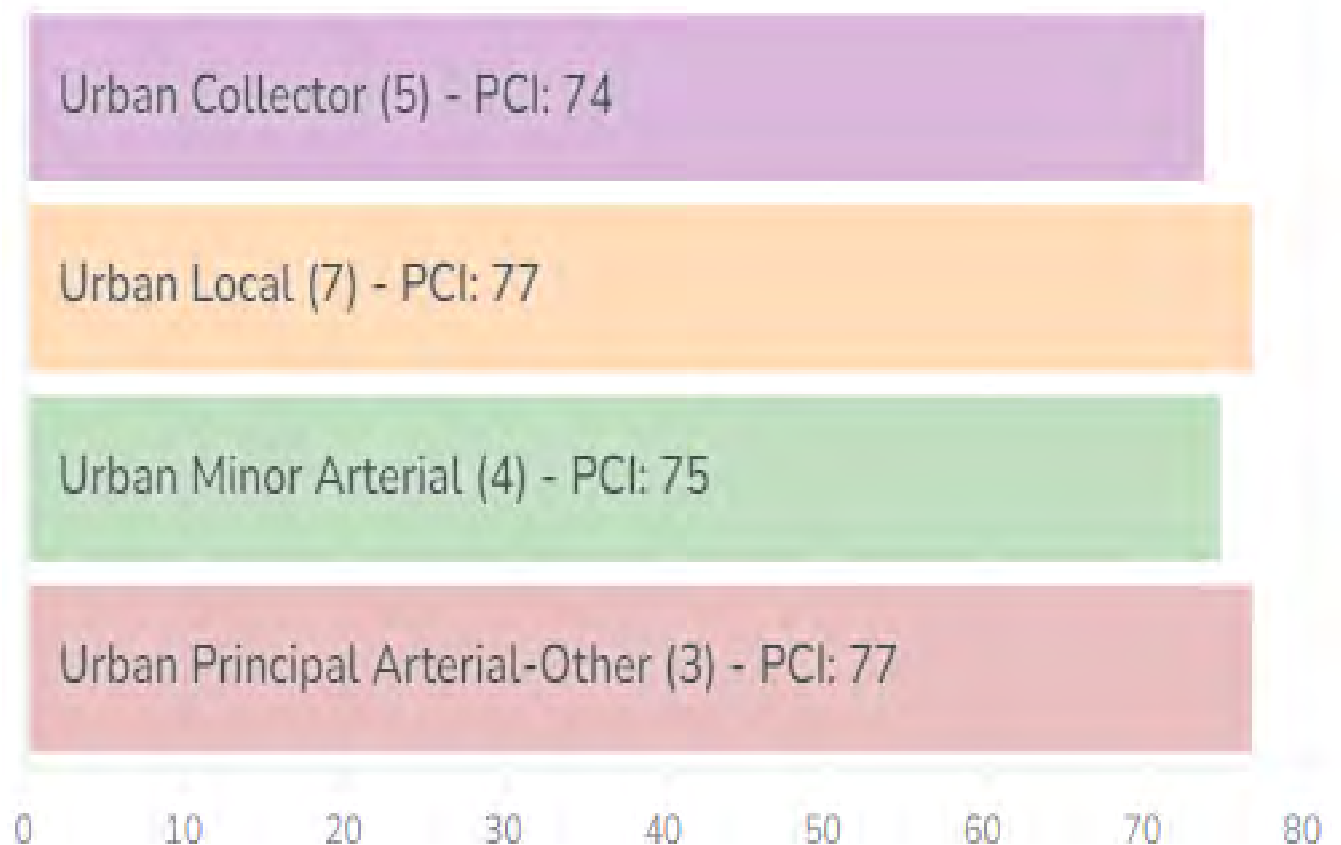 Urban Collector (5) - PCI: 74
Urban Local (7) - PCI: 77
Urban Minor Arterial (4) - PCI: 75
Urban Principal Arterial-Other (3) - PCI: 77
0 10 20 30 40 50 60 70 80